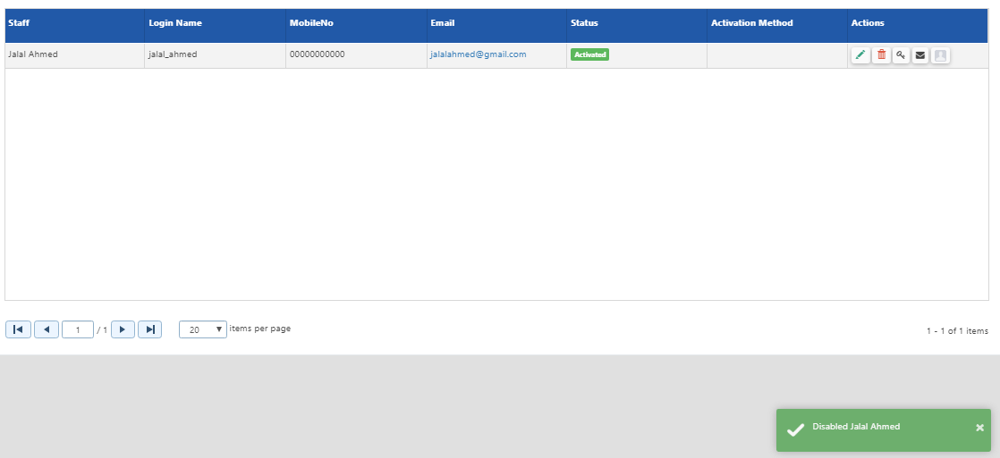 Staff Login Name MobileNo Email Status Activation Method Actions
Jalal Ahmed jalal_ahmed 00000000000 jalalahmed@gmail.com Activated
1 / 1 20 items per page 1 - 1 of 1 items
Disabled Jalal Ahmed